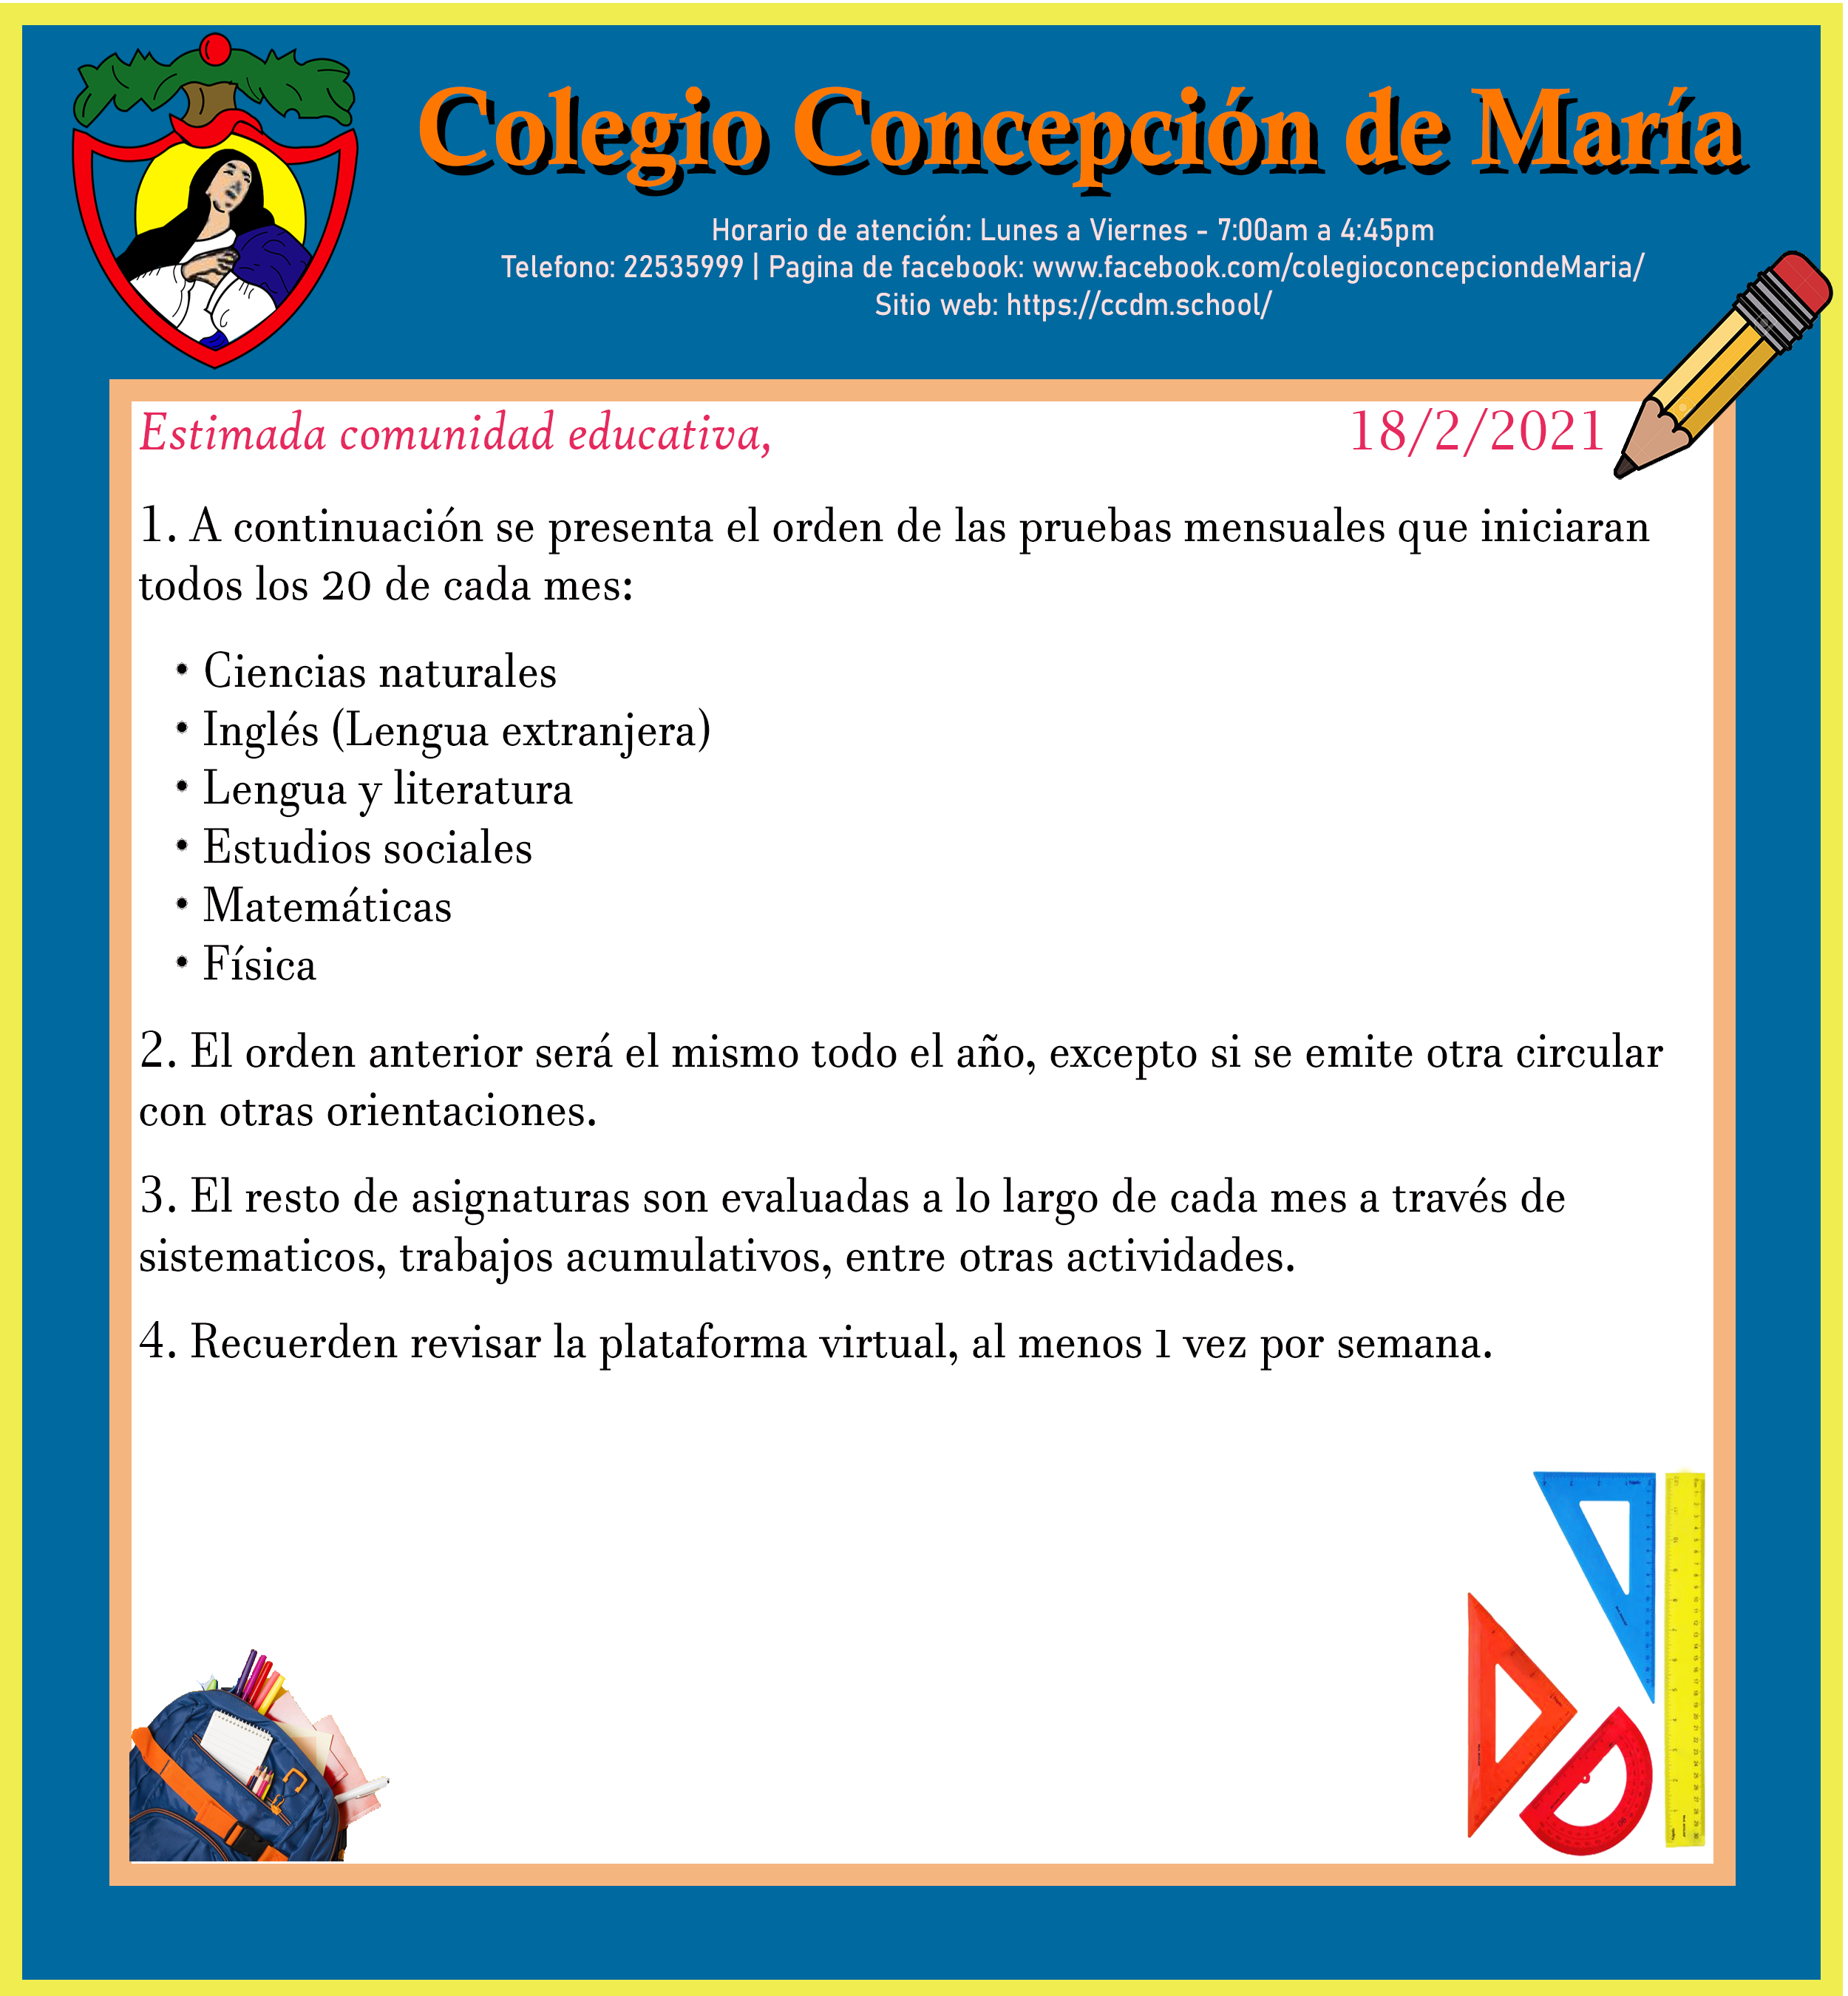 Colegio Concepción de María
Horario de atención: Lunes a Viernes - 7:00am a 4:45pm
Telefono: 22535999 | Pagina de facebook: www.facebook.com/colegioconcepciondeMaria/
Sitio web: https://ccdm.school/
Estimada comunidad educativa, 18/2/2021
1. A continuación se presenta el orden de las pruebas mensuales que iniciaran
todos los 20 de cada mes:
• Ciencias naturales
• Inglés (Lengua extranjera)
• Lengua y literatura
• Estudios sociales
• Matemáticas
• Física
2. El orden anterior será el mismo todo el año, excepto si se emite otra circular
con otras orientaciones.
3. El resto de asignaturas son evaluadas a lo largo de cada mes a través de
sistematicos, trabajos acumulativos, entre otras actividades.
4. Recuerden revisar la plataforma virtual, al menos 1 vez por semana.